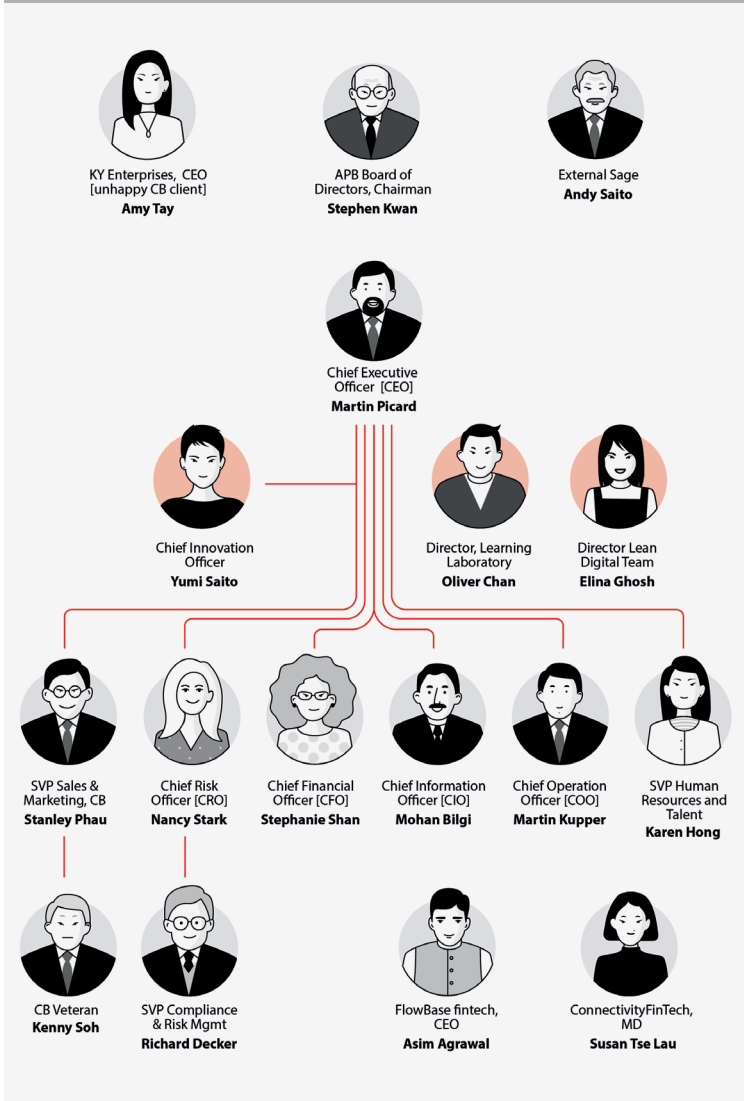 KY Enterprises, CEO
[unhappy CB client]
Amy Tay
APB Board of
Directors, Chairman
Stephen Kwan
External Sage
Andy Saito
Chief Executive
Officer [CEO]
Martin Picard
Chief Innovation
Officer
Yumi Saito
Director, Learning
Laboratory
Oliver Chan
Director Lean
Digital Team
Elina Ghosh
SVP Sales &
Marketing, CB
Stanley Phau
Chief Risk
Officer [CRO]
Nancy Stark
Chief Financial
Officer [CFO]
Stephanie Shan
Chief Information
Officer [CIO]
Mohan Bilgi
Chief Operation
Officer [COO]
Martin Kupper
SVP Human
Resources and
Talent
Karen Hong
CB Veteran
Kenny Soh
SVP Compliance
& Risk Mgmt
Richard Decker
FlowBase fintech,
CEO
Asim Agrawal
ConnectivityFinTech,
MD
Susan Tse Lau